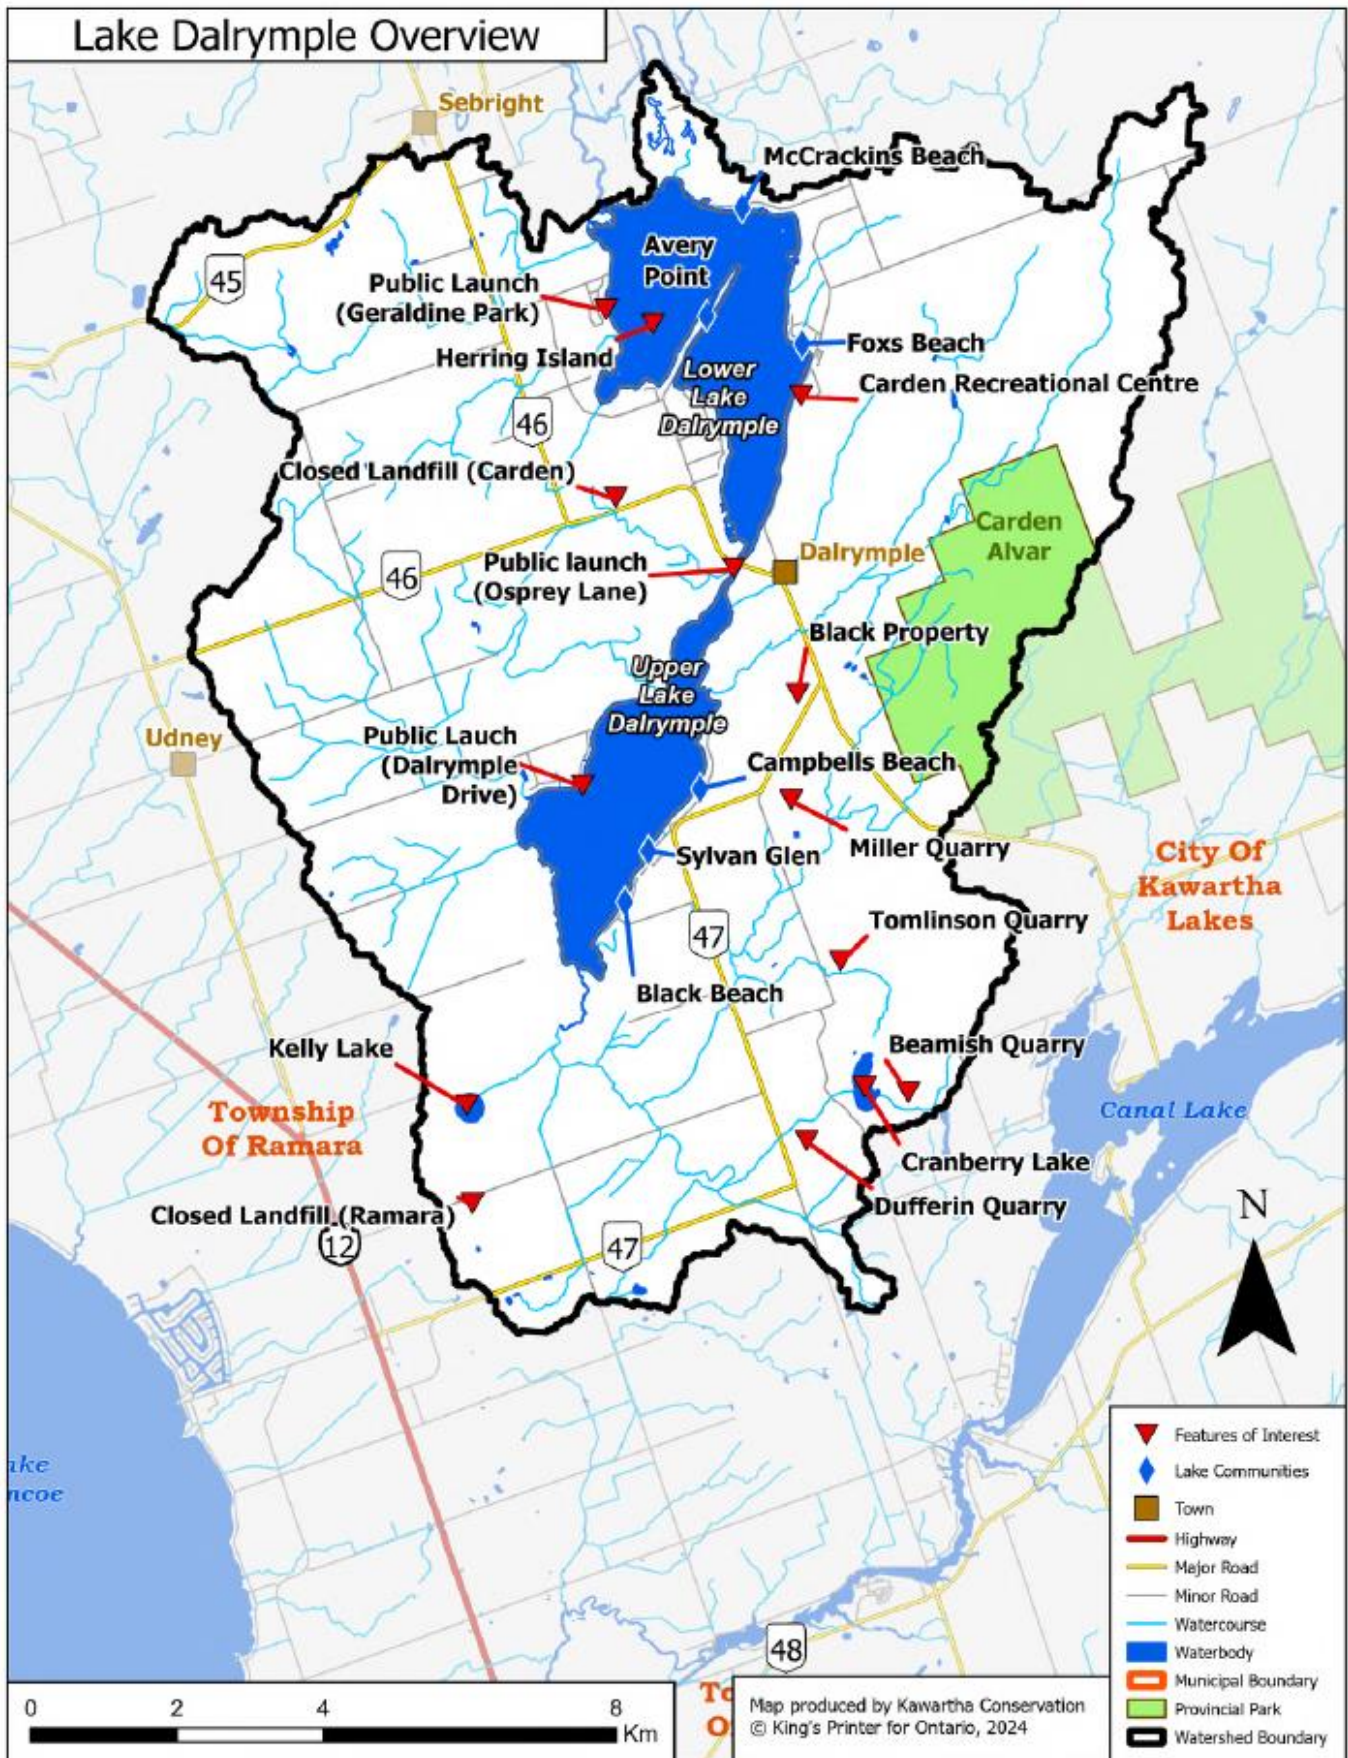 Lake Dalrymple Overview
Sebright
McCrackins Beach
Avery
Point
45
Public Launch
(Geraldine Park)
Herring Island
Foxs Beach
Lower
Lake
Dalrymple
Carden Recreational Centre
46
Closed Landfill (Carden)
Carden
Alvar
Dalrymple
Public launch
(Osprey Lane)
46
Black Property
Upper
Lake
Dalrymple
Udney
Public Lauch
(Dalrymple
Drive)
Campbells Beach
Sylvan Glen
Miller Quarry
City Of
Kawartha
Lakes
Tomlinson Quarry
47
Black Beach
Kelly Lake
Beamish Quarry
Township
Of Ramara
Canal Lake
Cranberry Lake
Dufferin Quarry
Closed Landfill (Ramara)
12
47
N
ake
ncoe
Features of Interest
Lake Communities
Town
Highway
Major Road
Minor Road
Watercourse
Waterbody
Municipal Boundary
Provincial Park
Watershed Boundary
48
To
O
Map produced by Kawartha Conservation
© King's Printer for Ontario, 2024
0 2 4 8
Km